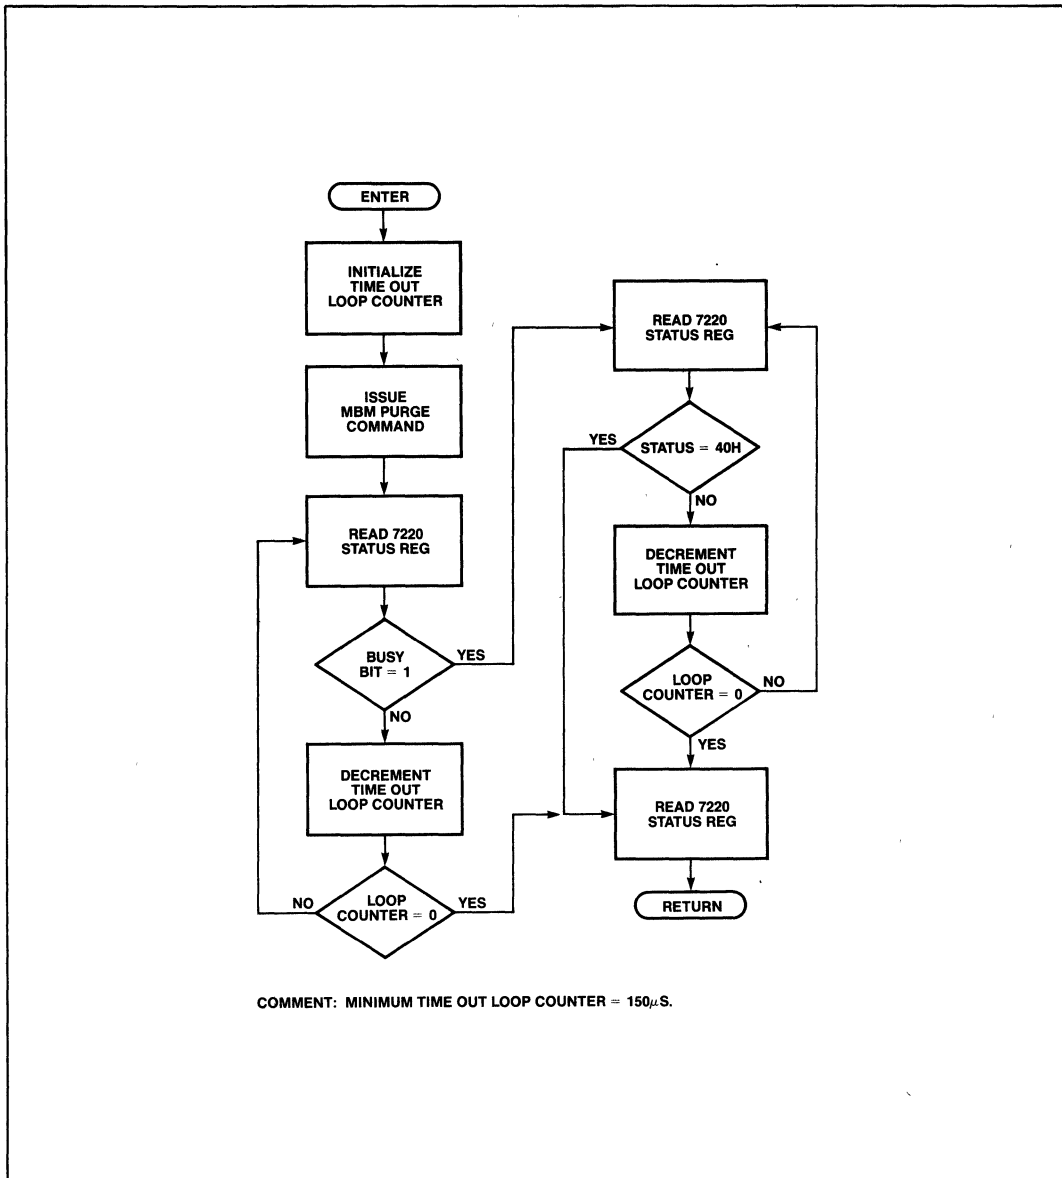 ENTER
INITIALIZE
TIME OUT
LOOP COUNTER
ISSUE
MBM PURGE
COMMAND
READ 7220
STATUS REG
BUSY
BIT = 1
YES
NO
DECREMENT
TIME OUT
LOOP COUNTER
LOOP
COUNTER = 0
NO
YES
READ 7220
STATUS REG
STATUS = 40H
YES
NO
DECREMENT
TIME OUT
LOOP COUNTER
LOOP
COUNTER = 0
NO
YES
READ 7220
STATUS REG
RETURN
COMMENT: MINIMUM TIME OUT LOOP COUNTER = 150μS.